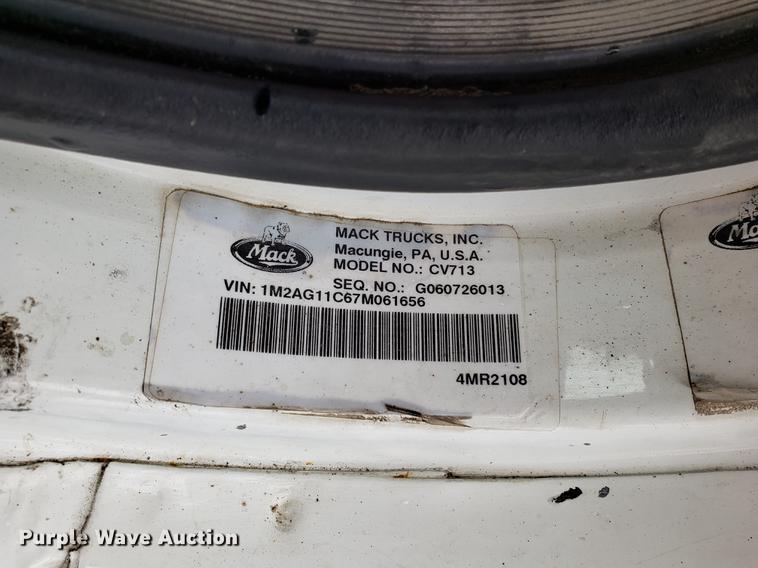 Mack
MACK TRUCKS, INC.
Macungie, PA, U.S.A.
MODEL NO.: CV713
SEQ. NO.: G060726013
VIN: 1M2AG11C67M061656
4MR2108
Mack
Purple Wave Auction